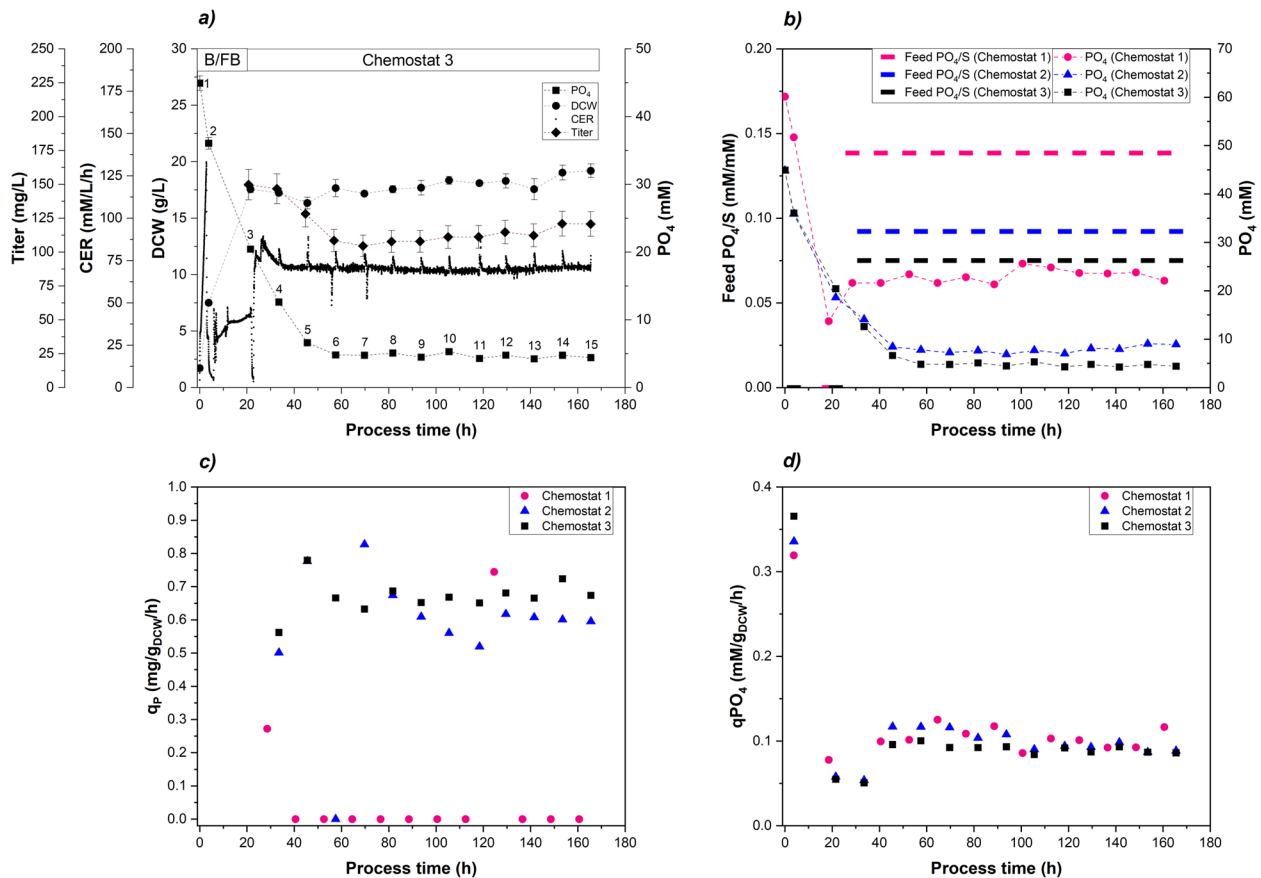 a)
B/FB
Chemostat 3
PO4
DCW
CER
Titer
1
2
3
4
5
6
7
8
9
10
11
12
13
14
15
250
225
200
175
150
125
100
75
50
25
0
Titer (mg/L)
200
175
150
125
100
75
50
25
0
CER (mM/L/h)
30
25
20
15
10
5
0
DCW (g/L)
50
40
30
20
10
0
PO4 (mM)
0 20 40 60 80 100 120 140 160 180
Process time (h)
b)
Feed PO4/S (Chemostat 1) PO4 (Chemostat 1)
Feed PO4/S (Chemostat 2) PO4 (Chemostat 2)
Feed PO4/S (Chemostat 3) PO4 (Chemostat 3)
0.20
0.15
0.10
0.05
0.00
Feed PO4/S (mM/mM)
70
60
50
40
30
20
10
0
PO4 (mM)
0 20 40 60 80 100 120 140 160 180
Process time (h)
c)
Chemostat 1
Chemostat 2
Chemostat 3
1.0
0.9
0.8
0.7
0.6
0.5
0.4
0.3
0.2
0.1
0.0
qP (mg/gDCW/h)
0 20 40 60 80 100 120 140 160 180
Process time (h)
d)
Chemostat 1
Chemostat 2
Chemostat 3
0.4
0.3
0.2
0.1
0.0
qPO4 (mM/gDCW/h)
0 20 40 60 80 100 120 140 160 180
Process time (h)